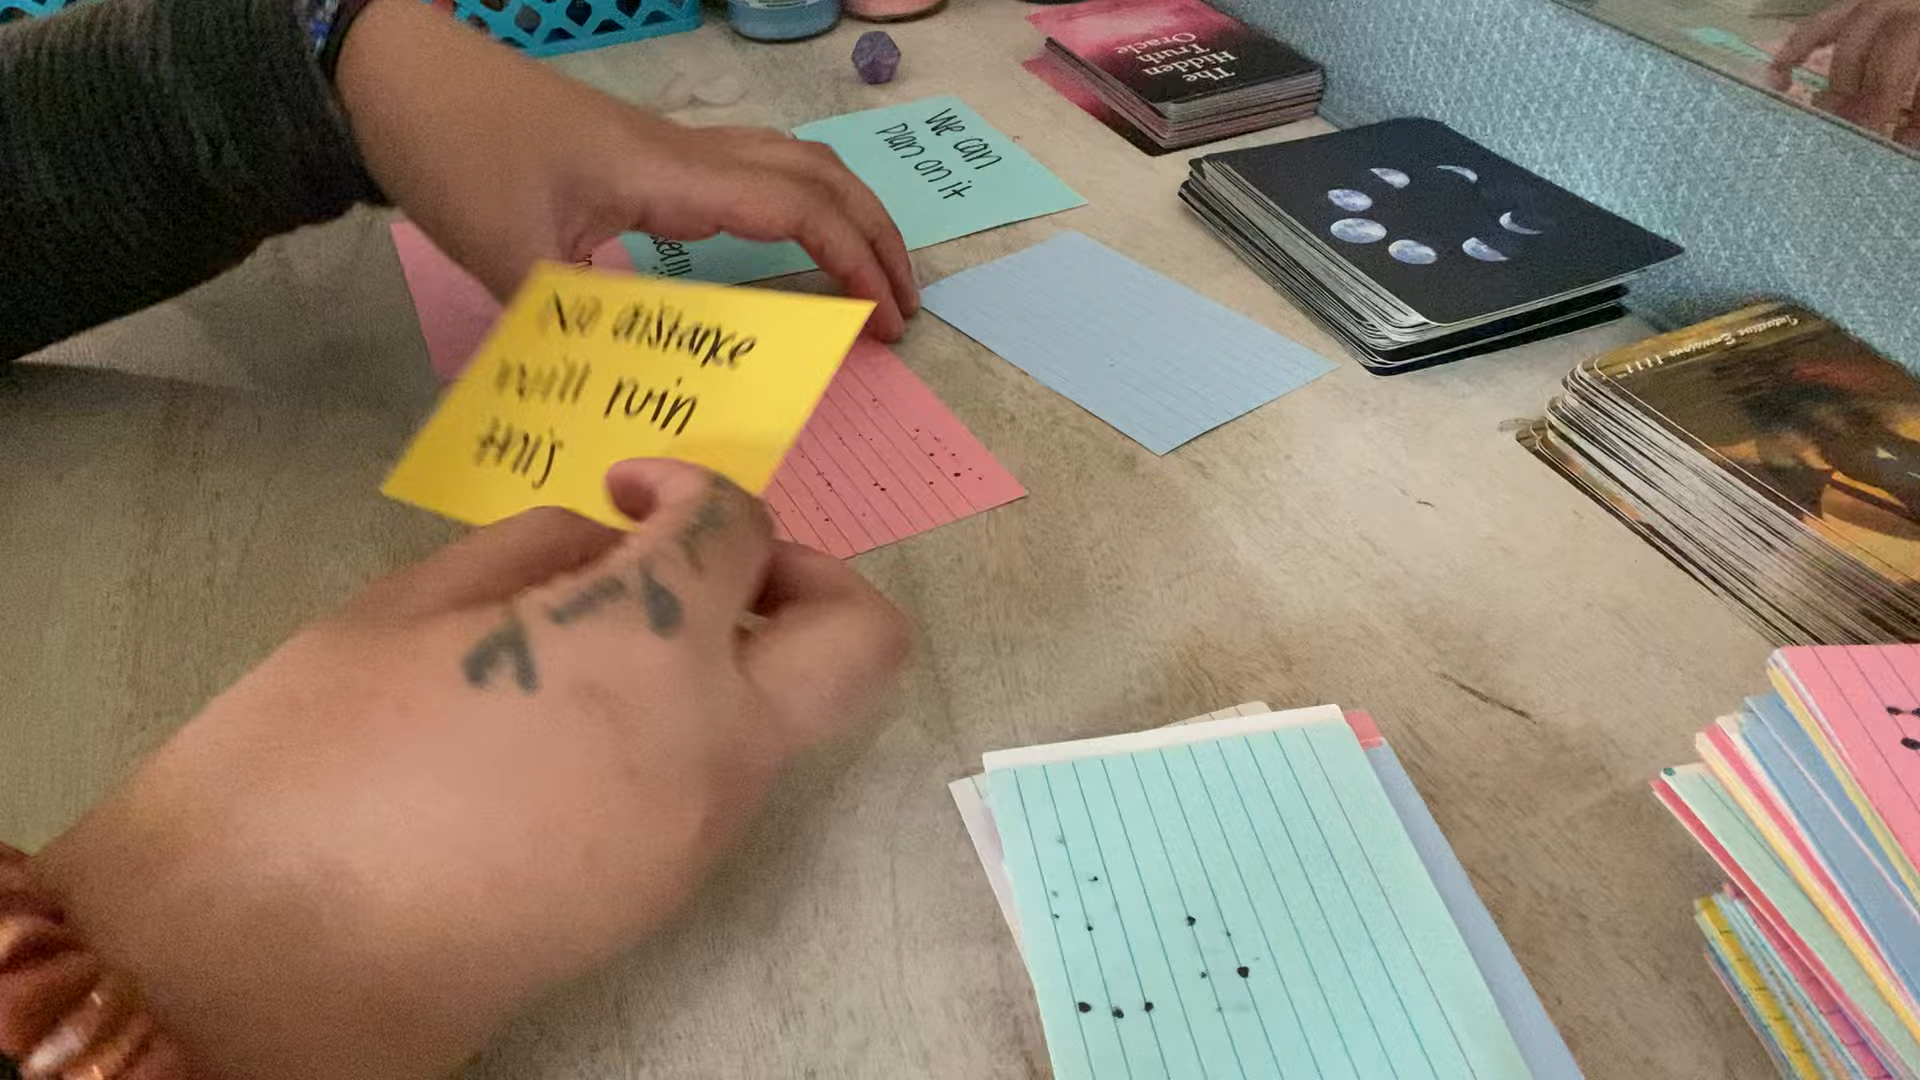 The
Hidden
Truth
Oracle
We can
plan on it
No distance
will ruin
this